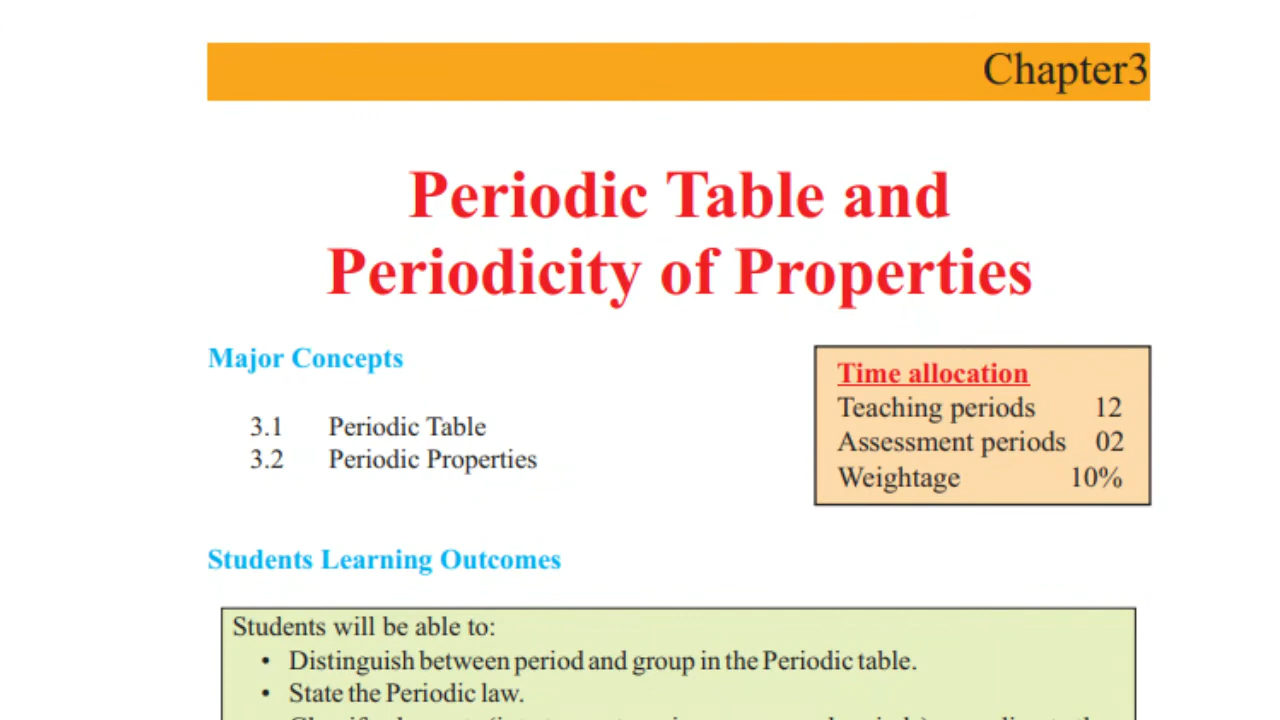 Chapter3
Periodic Table and
Periodicity of Properties
Major Concepts
3.1 Periodic Table
3.2 Periodic Properties
Time allocation
Teaching periods 12
Assessment periods 02
Weightage 10%
Students Learning Outcomes
Students will be able to:
• Distinguish between period and group in the Periodic table.
• State the Periodic law.